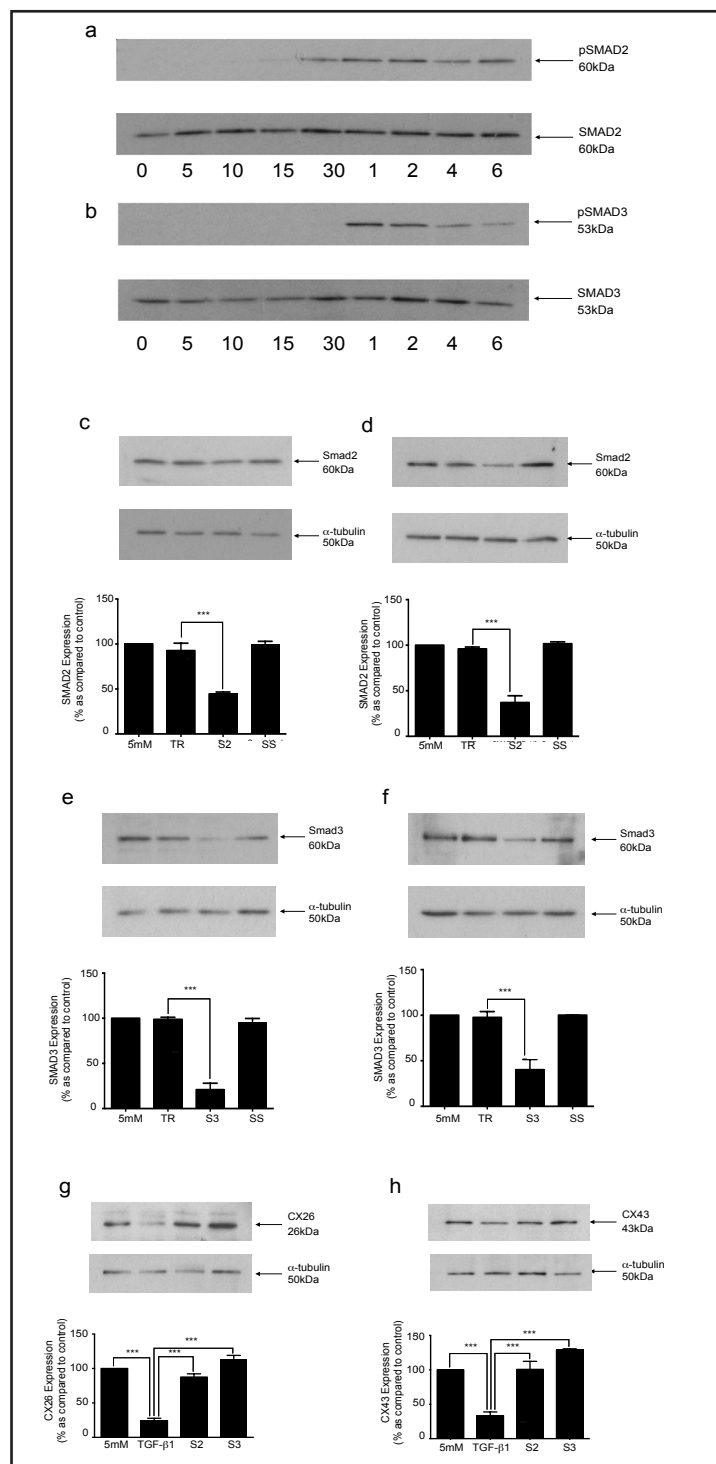 a
pSMAD2
60kDa
SMAD2
60kDa
0 5 10 15 30 1 2 4 6
b
pSMAD3
53kDa
SMAD3
53kDa
0 5 10 15 30 1 2 4 6
c
Smad2
60kDa
α-tubulin
50kDa
SMAD2 Expression
(% as compared to control)
150
100
50
0
***
5mM TR S2 SS
d
Smad2
60kDa
α-tubulin
50kDa
SMAD2 Expression
(% as compared to control)
150
100
50
0
***
5mM TR S2 SS
e
Smad3
60kDa
α-tubulin
50kDa
SMAD3 Expression
(% as compared to control)
150
100
50
0
***
5mM TR S3 SS
f
Smad3
60kDa
α-tubulin
50kDa
SMAD3 Expression
(% as compared to control)
150
100
50
0
***
5mM TR S3 SS
g
CX26
26kDa
α-tubulin
50kDa
CX26 Expression
(% as compared to control)
150
100
50
0
***
***
***
5mM TGF-β1 S2 S3
h
CX43
43kDa
α-tubulin
50kDa
CX43 Expression
(% as compared to control)
150
100
50
0
***
***
***
5mM TGF-β1 S2 S3